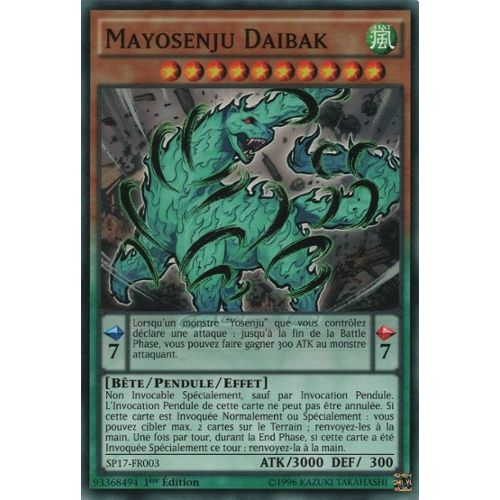 MAYOSENJU DAIBAK
風
Lorsqu'un monstre "Yosenju" que vous contrôlez
déclare une attaque : jusqu'à la fin de la Battle
Phase, vous pouvez faire gagner 300 ATK au monstre
attaquant.
7
7
[BÊTE/PENDULE/EFFET]
Non Invocable Spécialement, sauf par Invocation Pendule.
L'Invocation Pendule de cette carte ne peut pas être annulée. Si
cette carte est Invoquée Normalement ou Spécialement : vous
pouvez cibler max. 2 cartes sur le Terrain ; renvoyez-les à la
main. Une fois par tour, durant la End Phase, si cette carte a été
Invoquée Spécialement ce tour : renvoyez-la à la main.
SP17-FR003
ATK/3000 DEF/ 300
93368494 1ère Édition
©1996 KAZUKI TAKAHASHI